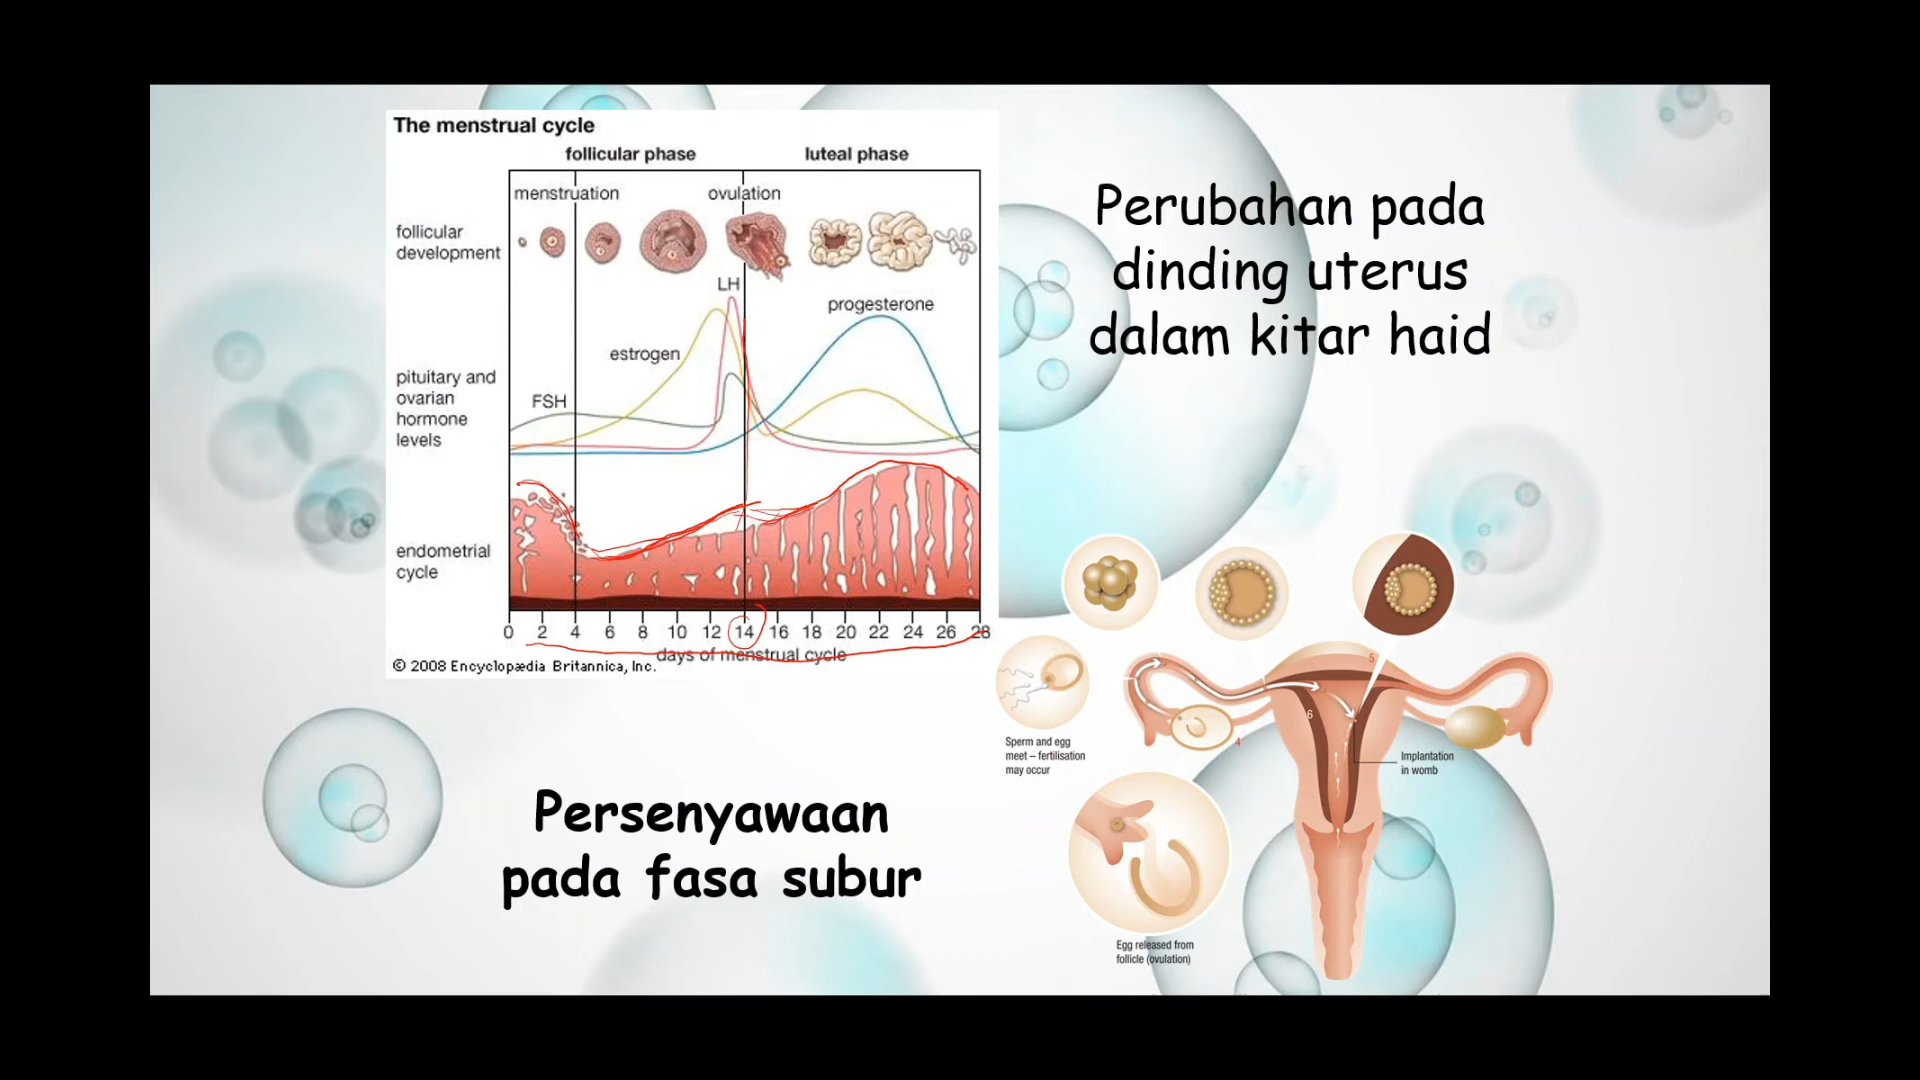 The menstrual cycle
follicular phase luteal phase
menstruation ovulation
follicular
development
LH
progesterone
estrogen
pituitary and
ovarian
hormone
levels
FSH
endometrial
cycle
0 2 4 6 8 10 12 14 16 18 20 22 24 26 28
days of menstrual cycle
© 2008 Encyclopædia Britannica, Inc.
Perubahan pada
dinding uterus
dalam kitar haid
Persenyawaan
pada fasa subur
5
6
4
Sperm and egg
meet – fertilisation
may occur
Implantation
in womb
Egg released from
follicle (ovulation)